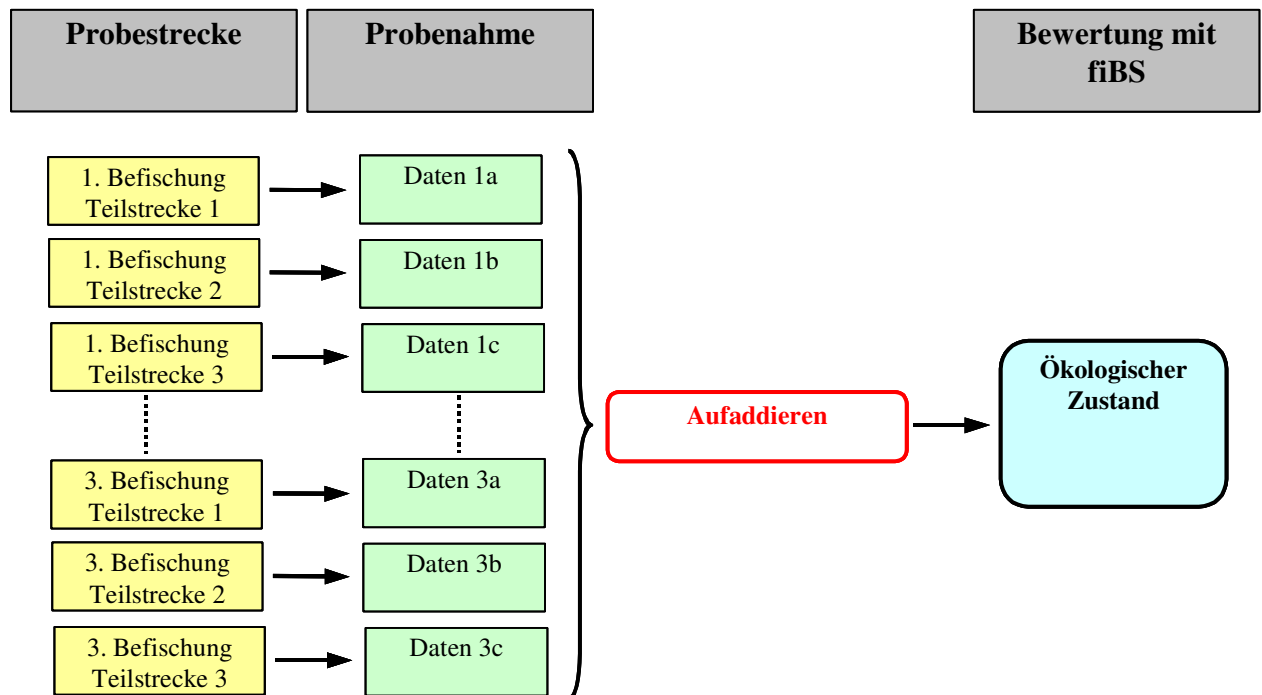 Probestrecke
Probenahme
Bewertung mit
fiBS
1. Befischung
Teilstrecke 1
Daten 1a
1. Befischung
Teilstrecke 2
Daten 1b
1. Befischung
Teilstrecke 3
Daten 1c
Aufaddieren
Ökologischer
Zustand
3. Befischung
Teilstrecke 1
Daten 3a
3. Befischung
Teilstrecke 2
Daten 3b
3. Befischung
Teilstrecke 3
Daten 3c